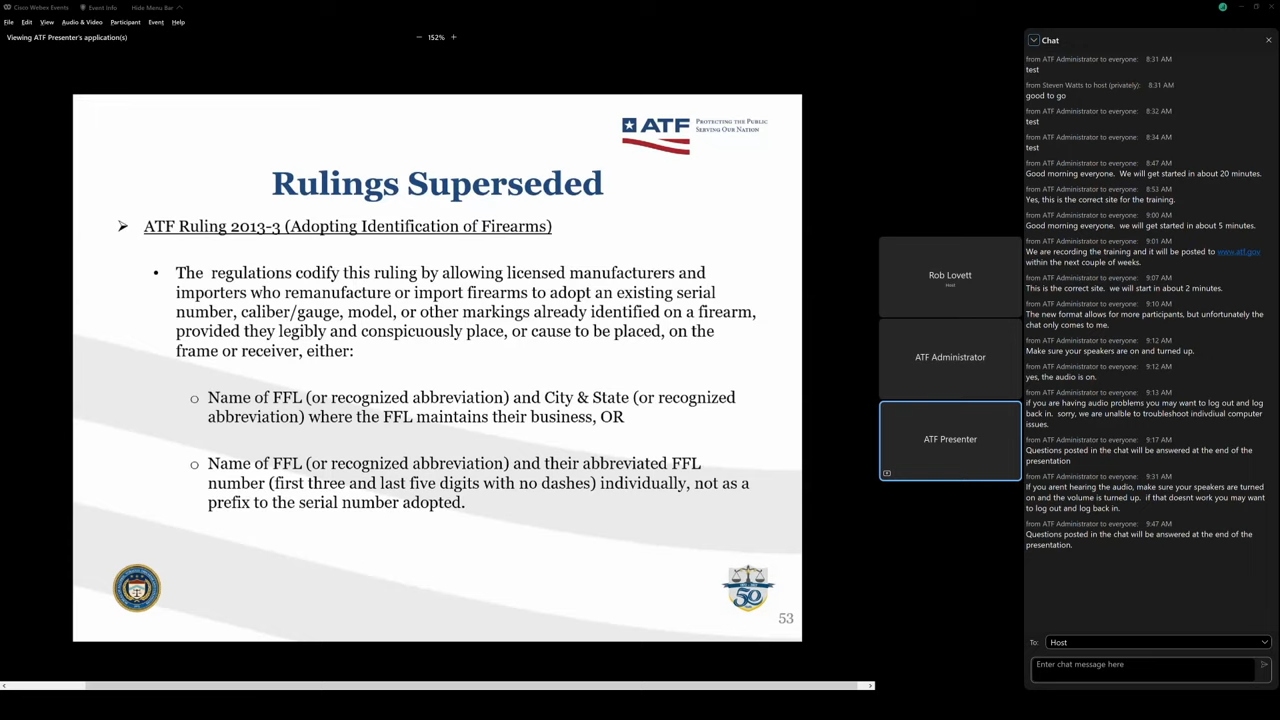 Cisco Webex Events
Event Info
Hide Menu Bar
File Edit View Audio & Video Participant Event Help
Viewing ATF Presenter's application(s)
152%
ATF
PROTECTING THE PUBLIC
SERVING OUR NATION
Rulings Superseded
ATF Ruling 2013-3 (Adopting Identification of Firearms)
The regulations codify this ruling by allowing licensed manufacturers and
importers who remanufacture or import firearms to adopt an existing serial
number, caliber/gauge, model, or other markings already identified on a firearm,
provided they legibly and conspicuously place, or cause to be placed, on the
frame or receiver, either:
Name of FFL (or recognized abbreviation) and City & State (or recognized
abbreviation) where the FFL maintains their business, OR
Name of FFL (or recognized abbreviation) and their abbreviated FFL
number (first three and last five digits with no dashes) individually, not as a
prefix to the serial number adopted.
50
53
Rob Lovett
Host
ATF Administrator
ATF Presenter
Chat
from ATF Administrator to everyone: 8:31 AM
test
from Steven Watts to host (privately): 8:31 AM
good to go
from ATF Administrator to everyone: 8:32 AM
test
from ATF Administrator to everyone: 8:34 AM
test
from ATF Administrator to everyone: 8:47 AM
Good morning everyone. We will get started in about 20 minutes.
from ATF Administrator to everyone: 8:53 AM
Yes, this is the correct site for the training.
from ATF Administrator to everyone: 9:00 AM
Good morning everyone. we will get started in about 5 minutes.
from ATF Administrator to everyone: 9:01 AM
We are recording the training and it will be posted to www.atf.gov
within the next couple of weeks.
from ATF Administrator to everyone: 9:07 AM
This is the correct site. we will start in about 2 minutes.
from ATF Administrator to everyone: 9:10 AM
The new format allows for more participants, but unfortunately the
chat only comes to me.
from ATF Administrator to everyone: 9:12 AM
Make sure your speakers are on and turned up.
from ATF Administrator to everyone: 9:12 AM
yes, the audio is on.
from ATF Administrator to everyone: 9:13 AM
if you are having audio problems you may want to log out and log
back in. sorry, we are unable to troubleshoot indivdiual computer
issues.
from ATF Administrator to everyone: 9:17 AM
Questions posted in the chat will be answered at the end of the
presentation
from ATF Administrator to everyone: 9:31 AM
If you arent hearing the audio, make sure your speakers are turned
on and the volume is turned up. if that doesnt work you may want
to log out and log back in.
from ATF Administrator to everyone: 9:47 AM
Questions posted in the chat will be answered at the end of the
presentation.
To: Host
Enter chat message here